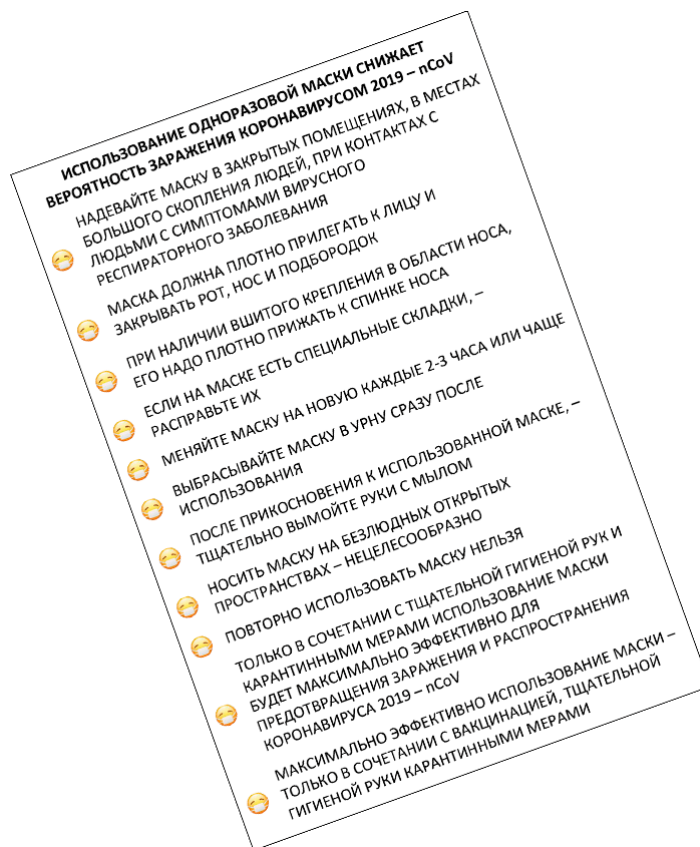 ИСПОЛЬЗОВАНИЕ ОДНОРАЗОВОЙ МАСКИ СНИЖАЕТ
ВЕРОЯТНОСТЬ ЗАРАЖЕНИЯ КОРОНАВИРУСОМ 2019 – nCoV
НАДЕВАЙТЕ МАСКУ В ЗАКРЫТЫХ ПОМЕЩЕНИЯХ, В МЕСТАХ
БОЛЬШОГО СКОПЛЕНИЯ ЛЮДЕЙ, ПРИ КОНТАКТАХ С
ЛЮДЬМИ С СИМПТОМАМИ ВИРУСНОГО
РЕСПИРАТОРНОГО ЗАБОЛЕВАНИЯ
МАСКА ДОЛЖНА ПЛОТНО ПРИЛЕГАТЬ К ЛИЦУ И
ЗАКРЫВАТЬ РОТ, НОС И ПОДБОРОДОК
ПРИ НАЛИЧИИ ВШИТОГО КРЕПЛЕНИЯ В ОБЛАСТИ НОСА,
ЕГО НАДО ПЛОТНО ПРИЖАТЬ К СПИНКЕ НОСА
ЕСЛИ НА МАСКЕ ЕСТЬ СПЕЦИАЛЬНЫЕ СКЛАДКИ, –
РАСПРАВЬТЕ ИХ
МЕНЯЙТЕ МАСКУ НА НОВУЮ КАЖДЫЕ 2-3 ЧАСА ИЛИ ЧАЩЕ
ВЫБРАСЫВАЙТЕ МАСКУ В УРНУ СРАЗУ ПОСЛЕ
ИСПОЛЬЗОВАНИЯ
ПОСЛЕ ПРИКОСНОВЕНИЯ К ИСПОЛЬЗОВАННОЙ МАСКЕ, –
ТЩАТЕЛЬНО ВЫМОЙТЕ РУКИ С МЫЛОМ
НОСИТЬ МАСКУ НА БЕЗЛЮДНЫХ ОТКРЫТЫХ
ПРОСТРАНСТВАХ – НЕЦЕЛЕСООБРАЗНО
ПОВТОРНО ИСПОЛЬЗОВАТЬ МАСКУ НЕЛЬЗЯ
ТОЛЬКО В СОЧЕТАНИИ С ТЩАТЕЛЬНОЙ ГИГИЕНОЙ РУК И
КАРАНТИННЫМИ МЕРАМИ ИСПОЛЬЗОВАНИЕ МАСКИ
БУДЕТ МАКСИМАЛЬНО ЭФФЕКТИВНО ДЛЯ
ПРЕДОТВРАЩЕНИЯ ЗАРАЖЕНИЯ И РАСПРОСТРАНЕНИЯ
КОРОНАВИРУСА 2019 – nCoV
МАКСИМАЛЬНО ЭФФЕКТИВНО ИСПОЛЬЗОВАНИЕ МАСКИ –
ТОЛЬКО В СОЧЕТАНИИ С ВАКЦИНАЦИЕЙ, ТЩАТЕЛЬНОЙ
ГИГИЕНОЙ РУКИ КАРАНТИННЫМИ МЕРАМИ